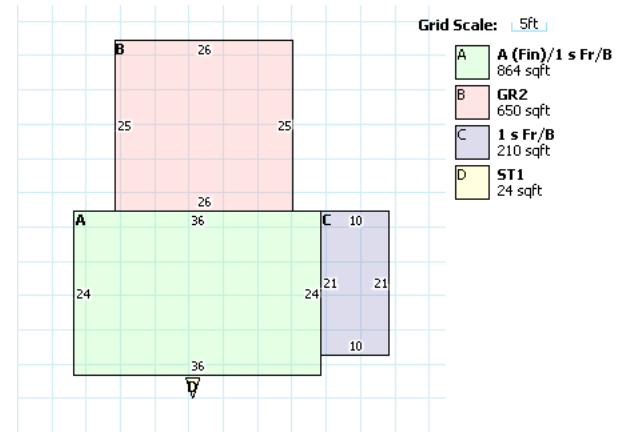 Grid Scale: 5ft
A A (Fin)/1 s Fr/B
864 sqft
B GR2
650 sqft
C 1 s Fr/B
210 sqft
D ST1
24 sqft
B 26
25 25
26
A 36 C 10
24 24 21 21
10
36
D